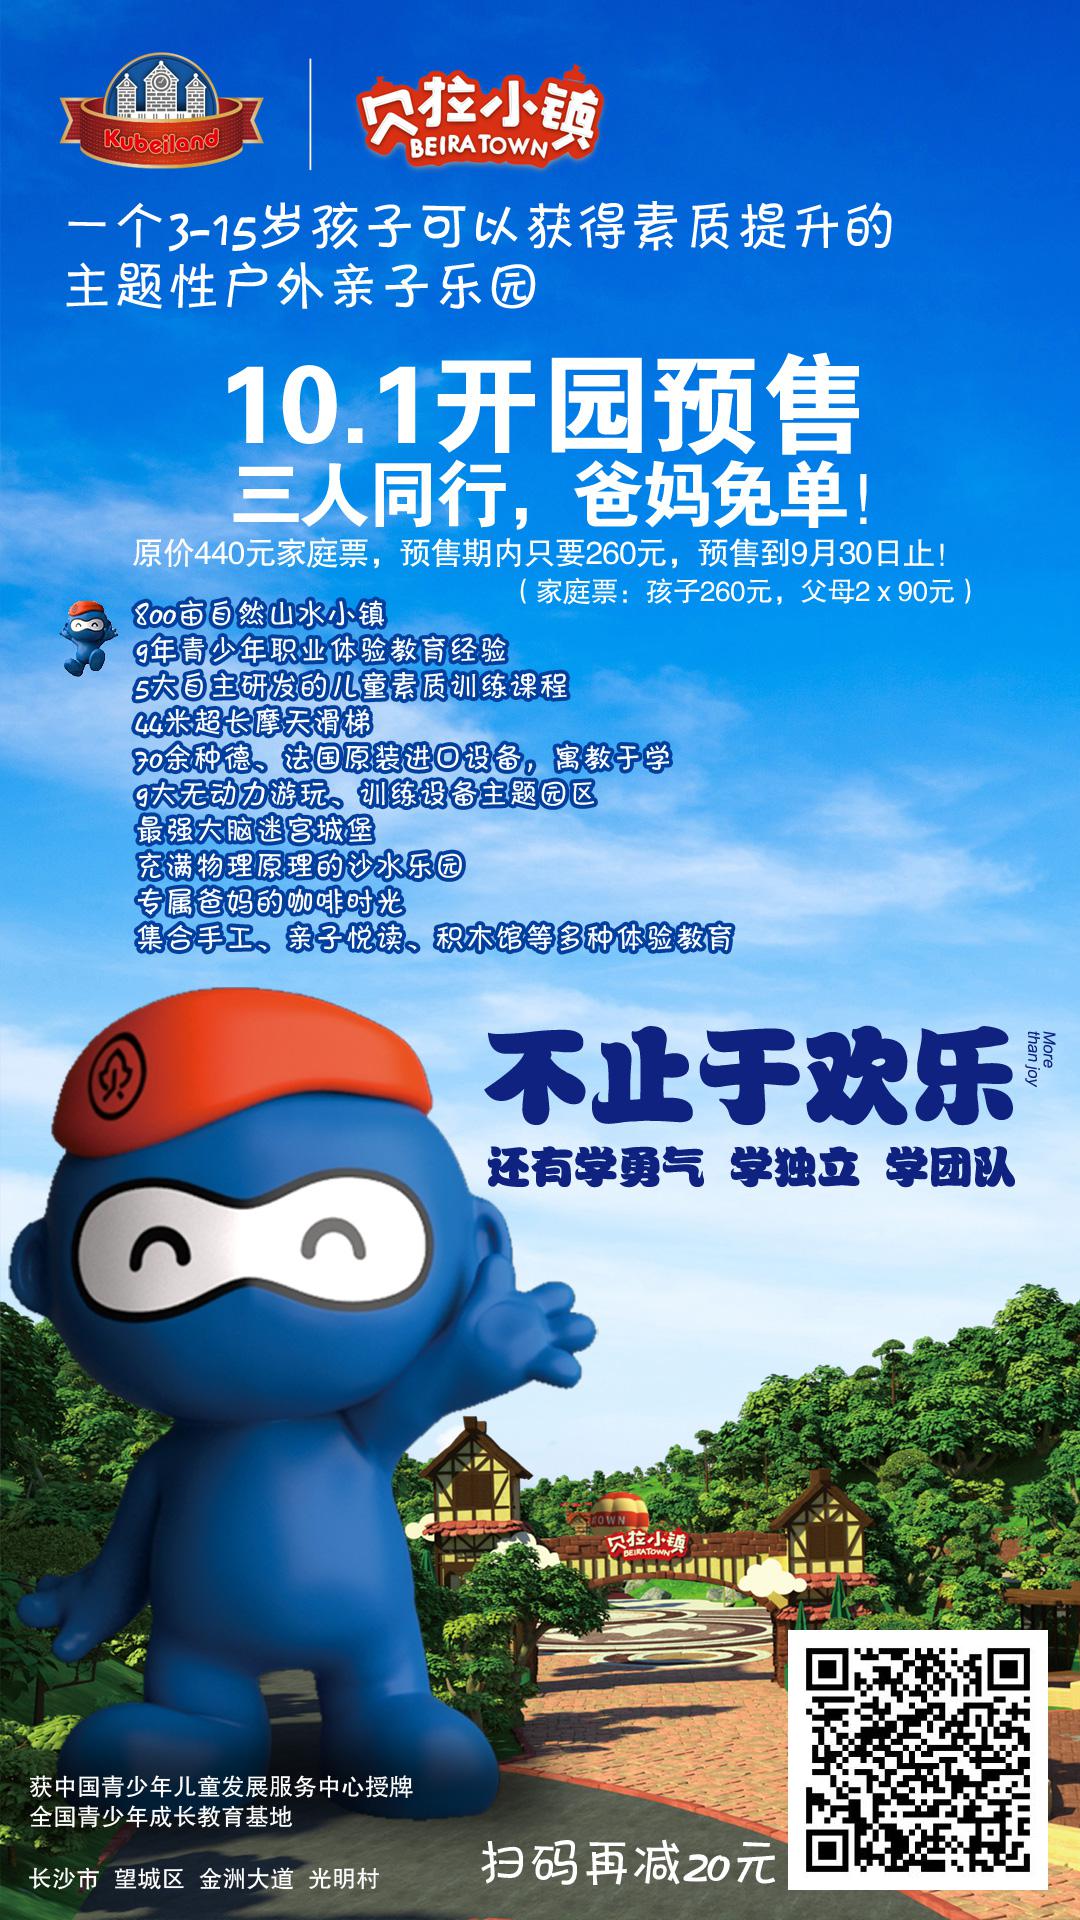 Kubeiland
贝拉小镇
BEIRA TOWN
一个3-15岁孩子可以获得素质提升的
主题性户外亲子乐园
10.1开园预售
三人同行，爸妈免单！
原价440元家庭票，预售期内只要260元，预售到9月30日止！
（家庭票：孩子260元，父母2 x 90元）
800亩自然山水小镇
9年青少年职业体验教育经验
5大自主研发的儿童素质训练课程
44米超长摩天滑梯
70余种德、法国原装进口设备，寓教于学
9大无动力游玩、训练设备主题园区
最强大脑迷宫城堡
充满物理原理的沙水乐园
专属爸妈的咖啡时光
集合手工、亲子悦读、积木馆等多种体验教育
不止于欢乐
More
than joy
还有学勇气 学独立 学团队
贝
OWN
贝拉小镇
BEIRA TOWN
获中国青少年儿童发展服务中心授牌
全国青少年成长教育基地
长沙市 望城区 金洲大道 光明村
扫码再减20元